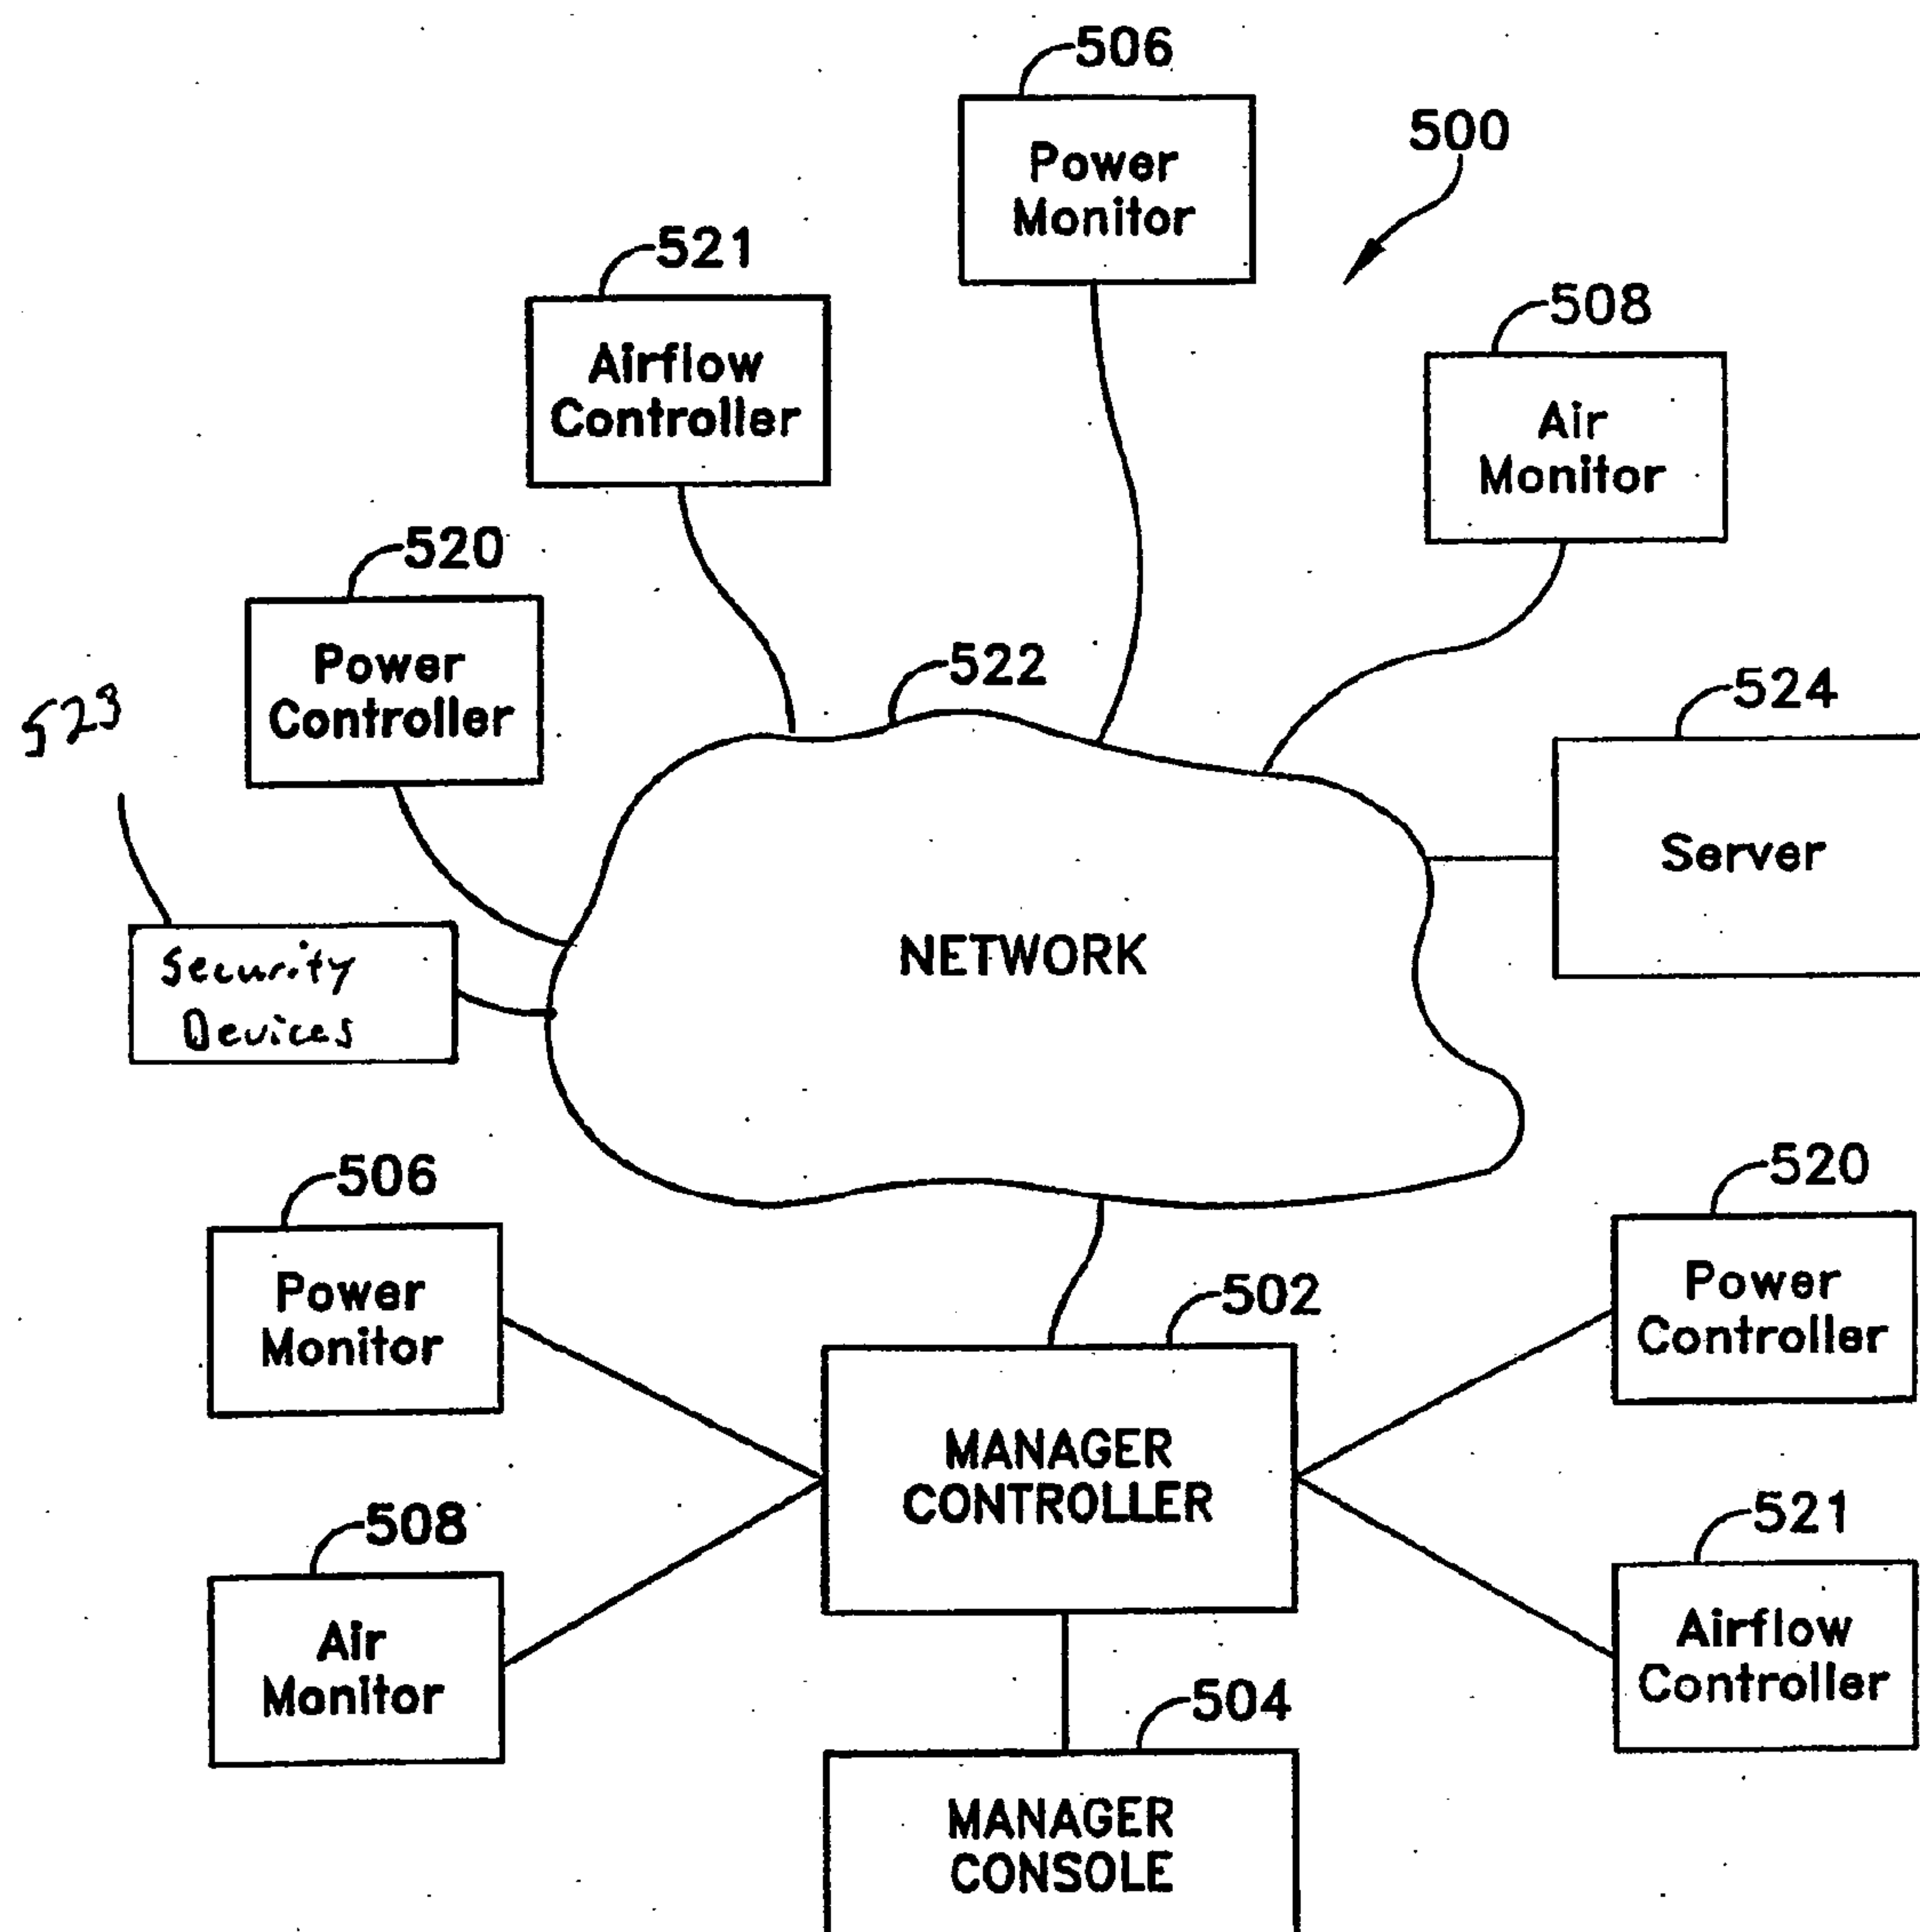 506
500
Power
Monitor
521
508
Airflow
Controller
Air
Monitor
520
522
524
523
Power
Controller
Server
NETWORK
Security
Devices
506
520
502
Power
Monitor
Power
Controller
MANAGER
CONTROLLER
508
521
Air
Monitor
Airflow
Controller
504
MANAGER
CONSOLE